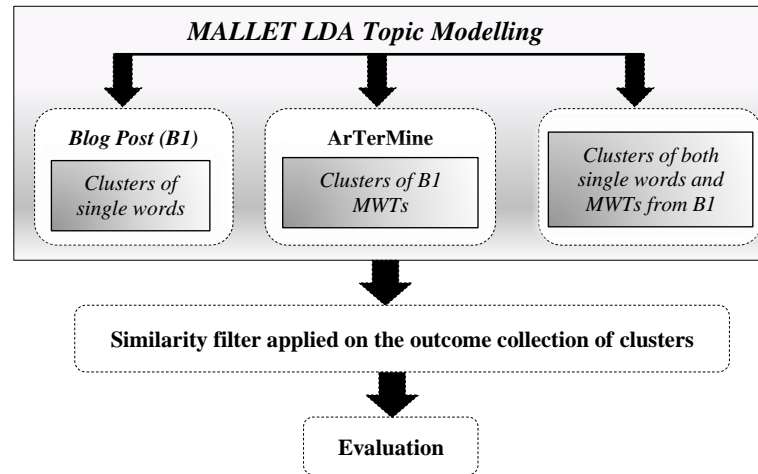 MALLET LDA Topic Modelling
Blog Post (B1)
Clusters of
single words
ArTerMine
Clusters of B1
MWTs
Clusters of both
single words and
MWTs from B1
Similarity filter applied on the outcome collection of clusters
Evaluation